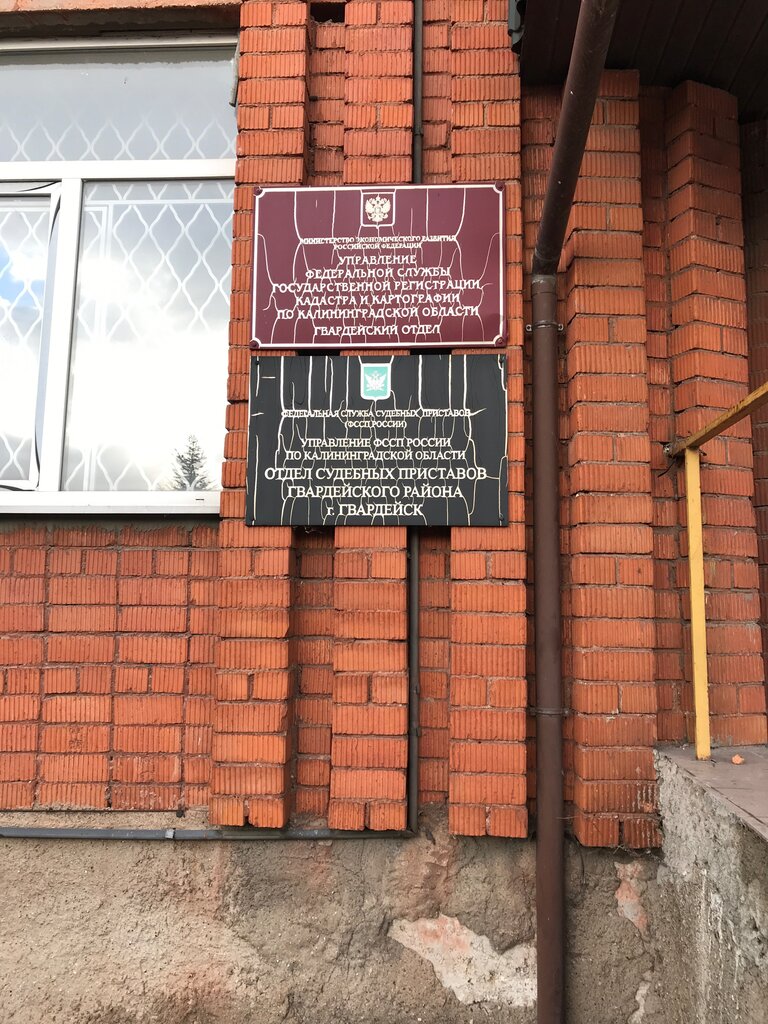 МИНИСТЕРСТВО ЭКОНОМИЧЕСКОГО РАЗВИТИЯ
РОССИЙСКОЙ ФЕДЕРАЦИИ
УПРАВЛЕНИЕ
ФЕДЕРАЛЬНОЙ СЛУЖБЫ
ГОСУДАРСТВЕННОЙ РЕГИСТРАЦИИ,
КАДАСТРА И КАРТОГРАФИИ
ПО КАЛИНИНГРАДСКОЙ ОБЛАСТИ
ГВАРДЕЙСКИЙ ОТДЕЛ
ФЕДЕРАЛЬНАЯ СЛУЖБА СУДЕБНЫХ ПРИСТАВОВ
(ФССП РОССИИ)
УПРАВЛЕНИЕ ФССП РОССИИ
ПО КАЛИНИНГРАДСКОЙ ОБЛАСТИ
ОТДЕЛ СУДЕБНЫХ ПРИСТАВОВ
ГВАРДЕЙСКОГО РАЙОНА
г. ГВАРДЕЙСК